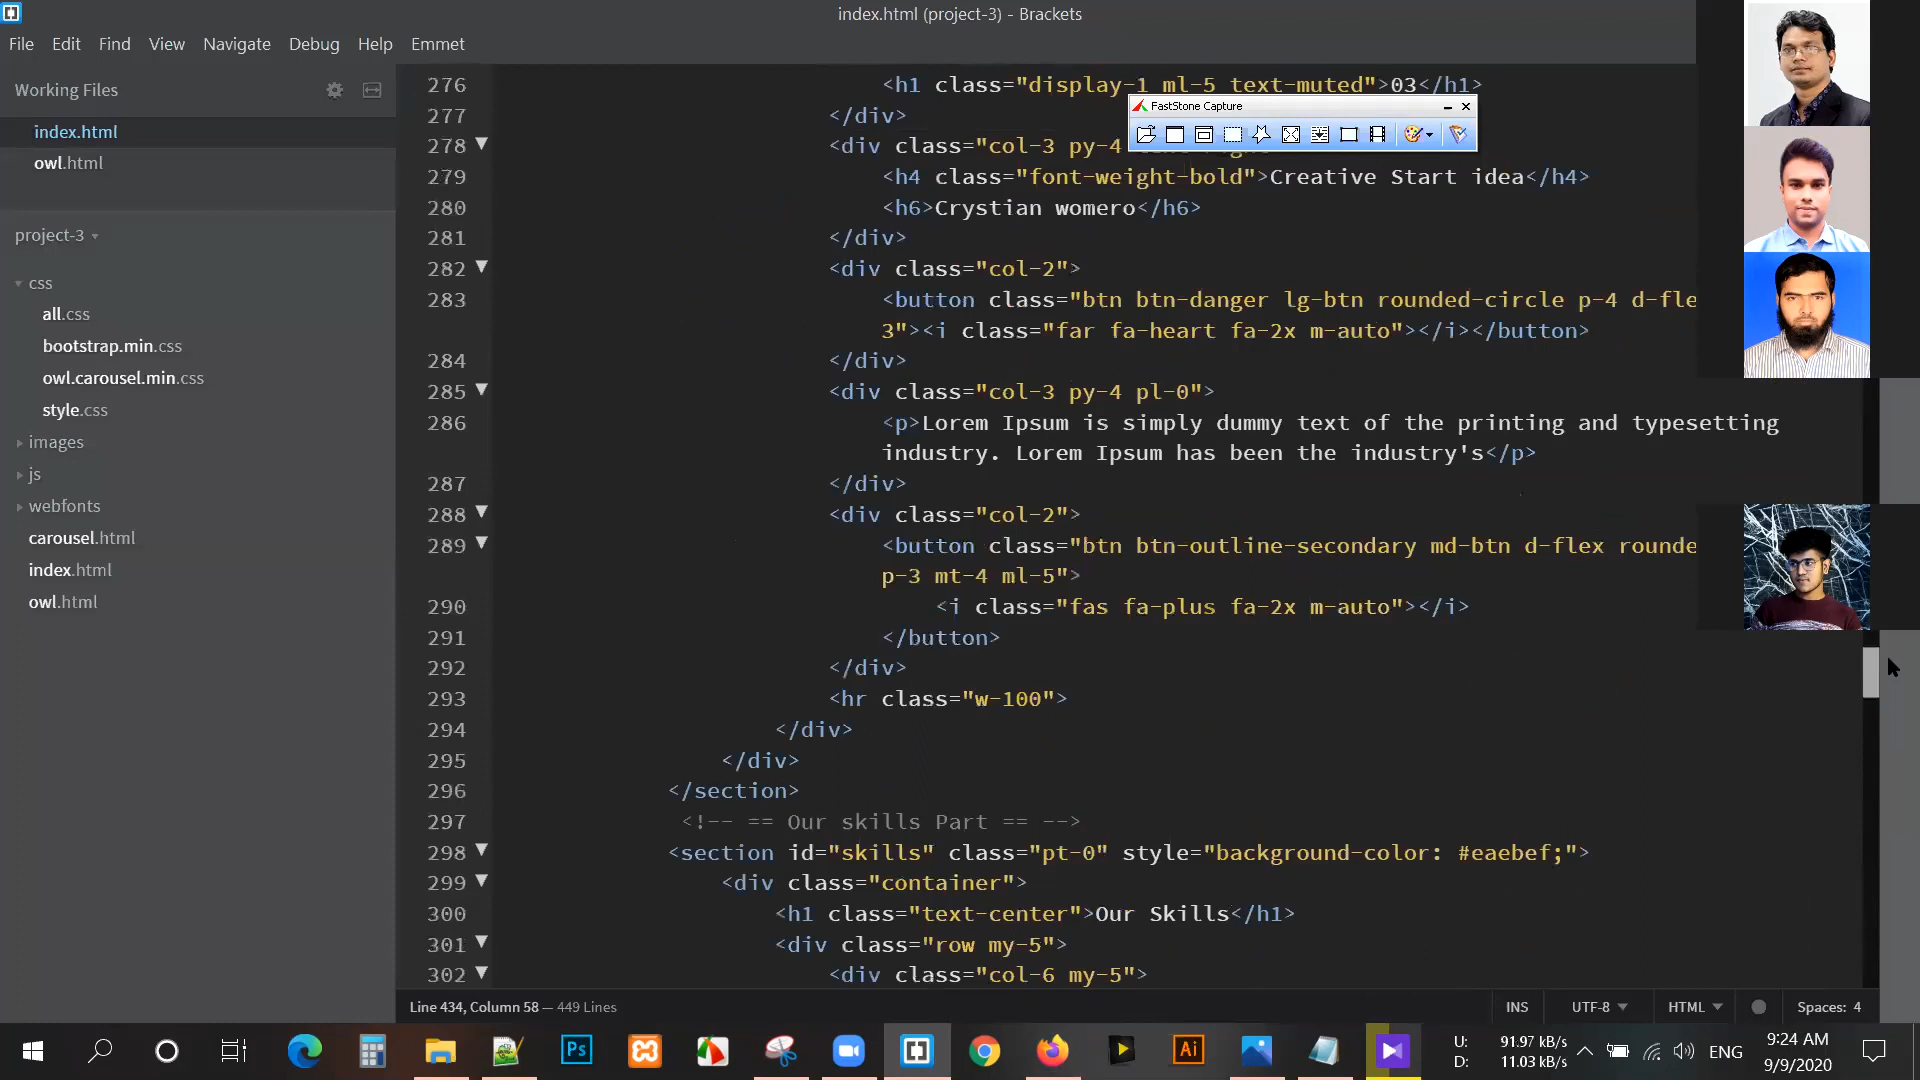 index.html (project-3) - Brackets
File Edit Find View Navigate Debug Help Emmet
Working Files
index.html
owl.html
project-3
css
all.css
bootstrap.min.css
owl.carousel.min.css
style.css
images
js
webfonts
carousel.html
index.html
owl.html
FastStone Capture
276 <h1 class="display-1 ml-5 text-muted">03</h1>
277 </div>
278 <div class="col-3 py-4
279 <h4 class="font-weight-bold">Creative Start idea</h4>
280 <h6>Crystian womero</h6>
281 </div>
282 <div class="col-2">
283 <button class="btn btn-danger lg-btn rounded-circle p-4 d-fle
3"><i class="far fa-heart fa-2x m-auto"></i></button>
284 </div>
285 <div class="col-3 py-4 pl-0">
286 <p>Lorem Ipsum is simply dummy text of the printing and typesetting
industry. Lorem Ipsum has been the industry's</p>
287 </div>
288 <div class="col-2">
289 <button class="btn btn-outline-secondary md-btn d-flex rounde
p-3 mt-4 ml-5">
290 <i class="fas fa-plus fa-2x m-auto"></i>
291 </button>
292 </div>
293 <hr class="w-100">
294 </div>
295 </div>
296 </section>
297 <!-- == Our skills Part == -->
298 <section id="skills" class="pt-0" style="background-color: #eaebef;">
299 <div class="container">
300 <h1 class="text-center">Our Skills</h1>
301 <div class="row my-5">
302 <div class="col-6 my-5">
Line 434, Column 58 — 449 Lines
INS UTF-8 HTML Spaces: 4
Ps
Ai
U: 91.97 kB/s
D: 11.03 kB/s
ENG
9:24 AM
9/9/2020